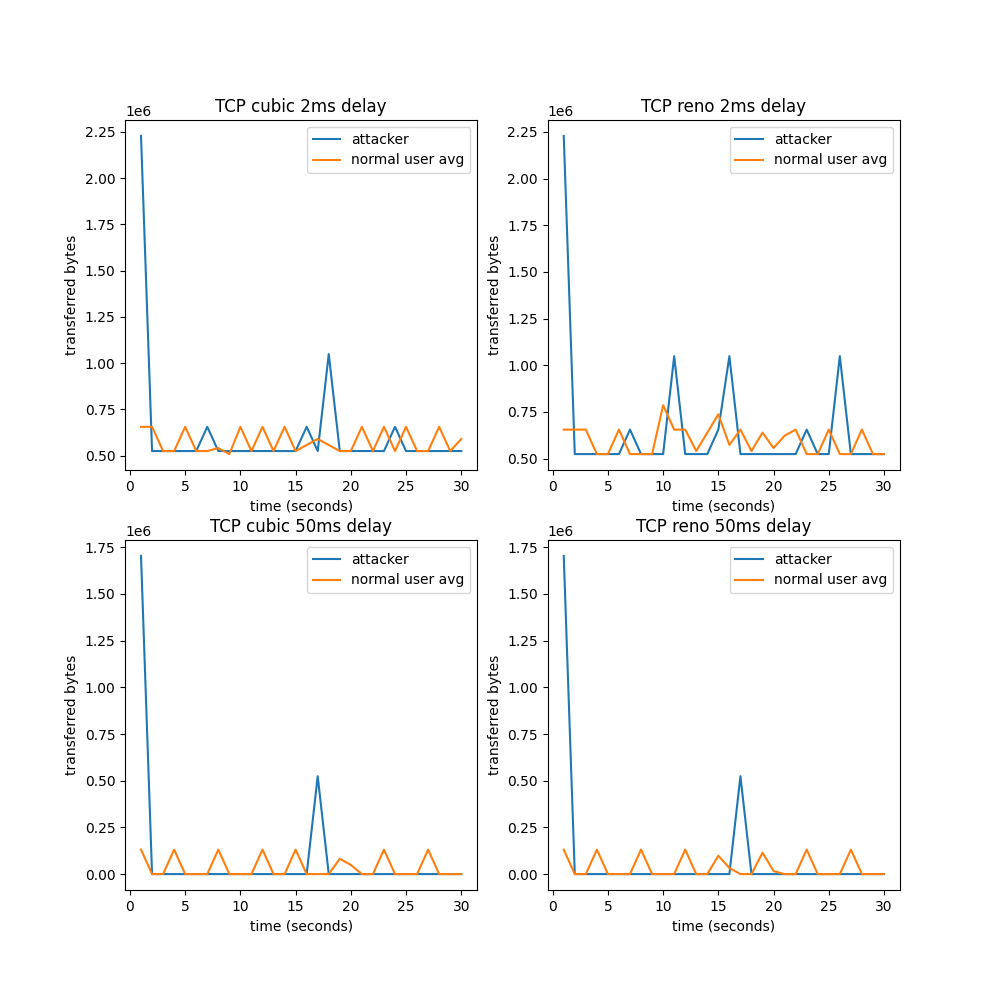 TCP cubic 2ms delay
1e6
attacker
normal user avg
transferred bytes
2.25
2.00
1.75
1.50
1.25
1.00
0.75
0.50
0 5 10 15 20 25 30
time (seconds)
TCP reno 2ms delay
1e6
attacker
normal user avg
transferred bytes
2.25
2.00
1.75
1.50
1.25
1.00
0.75
0.50
0 5 10 15 20 25 30
time (seconds)
TCP cubic 50ms delay
1e6
attacker
normal user avg
transferred bytes
1.75
1.50
1.25
1.00
0.75
0.50
0.25
0.00
0 5 10 15 20 25 30
time (seconds)
TCP reno 50ms delay
1e6
attacker
normal user avg
transferred bytes
1.75
1.50
1.25
1.00
0.75
0.50
0.25
0.00
0 5 10 15 20 25 30
time (seconds)